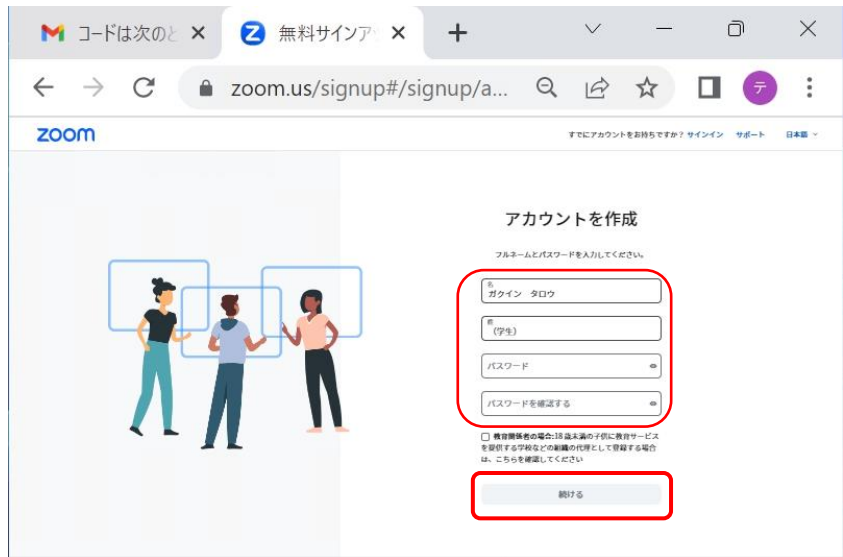 コードは次のと
無料サインアッ
zoom.us/signup#/signup/a...
テ
zoom
すでにアカウントをお持ちですか? サインイン サポート 日本語
アカウントを作成
フルネームとパスワードを入力してください。
名
ガクイン タロウ
姓
(学生)
パスワード
パスワードを確認する
教育関係者の場合:18 歳未満の子供に教育サービス
を提供する学校などの組織の代理として登録する場合
は、こちらを確認してください
続ける